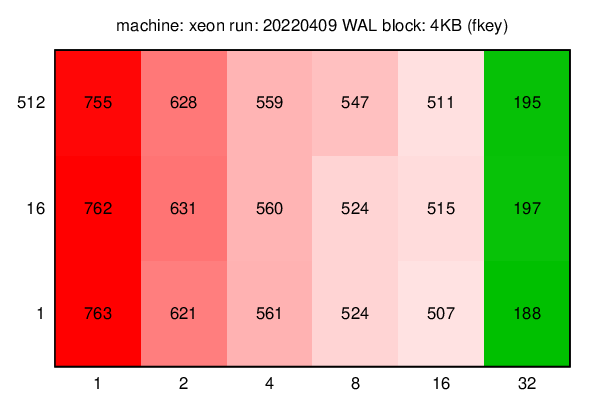 machine: xeon run: 20220409 WAL block: 4KB (fkey)
512 755 628 559 547 511 195
16 762 631 560 524 515 197
1 763 621 561 524 507 188
1 2 4 8 16 32